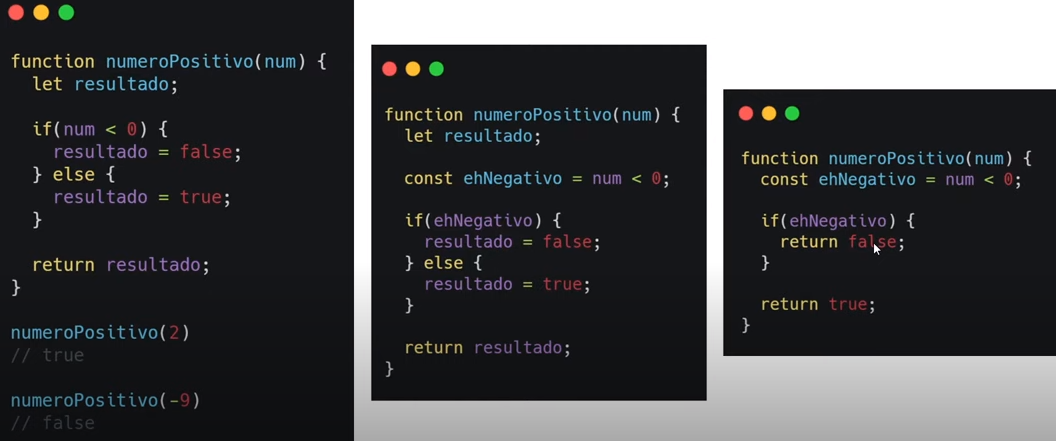 function numeroPositivo(num) {
let resultado;
if(num < 0) {
resultado = false;
} else {
resultado = true;
}
return resultado;
}
numeroPositivo(2)
// true
numeroPositivo(-9)
// false
function numeroPositivo(num) {
let resultado;
const ehNegativo = num < 0;
if(ehNegativo) {
resultado = false;
} else {
resultado = true;
}
return resultado;
}
function numeroPositivo(num) {
const ehNegativo = num < 0;
if(ehNegativo) {
return false;
}
return true;
}